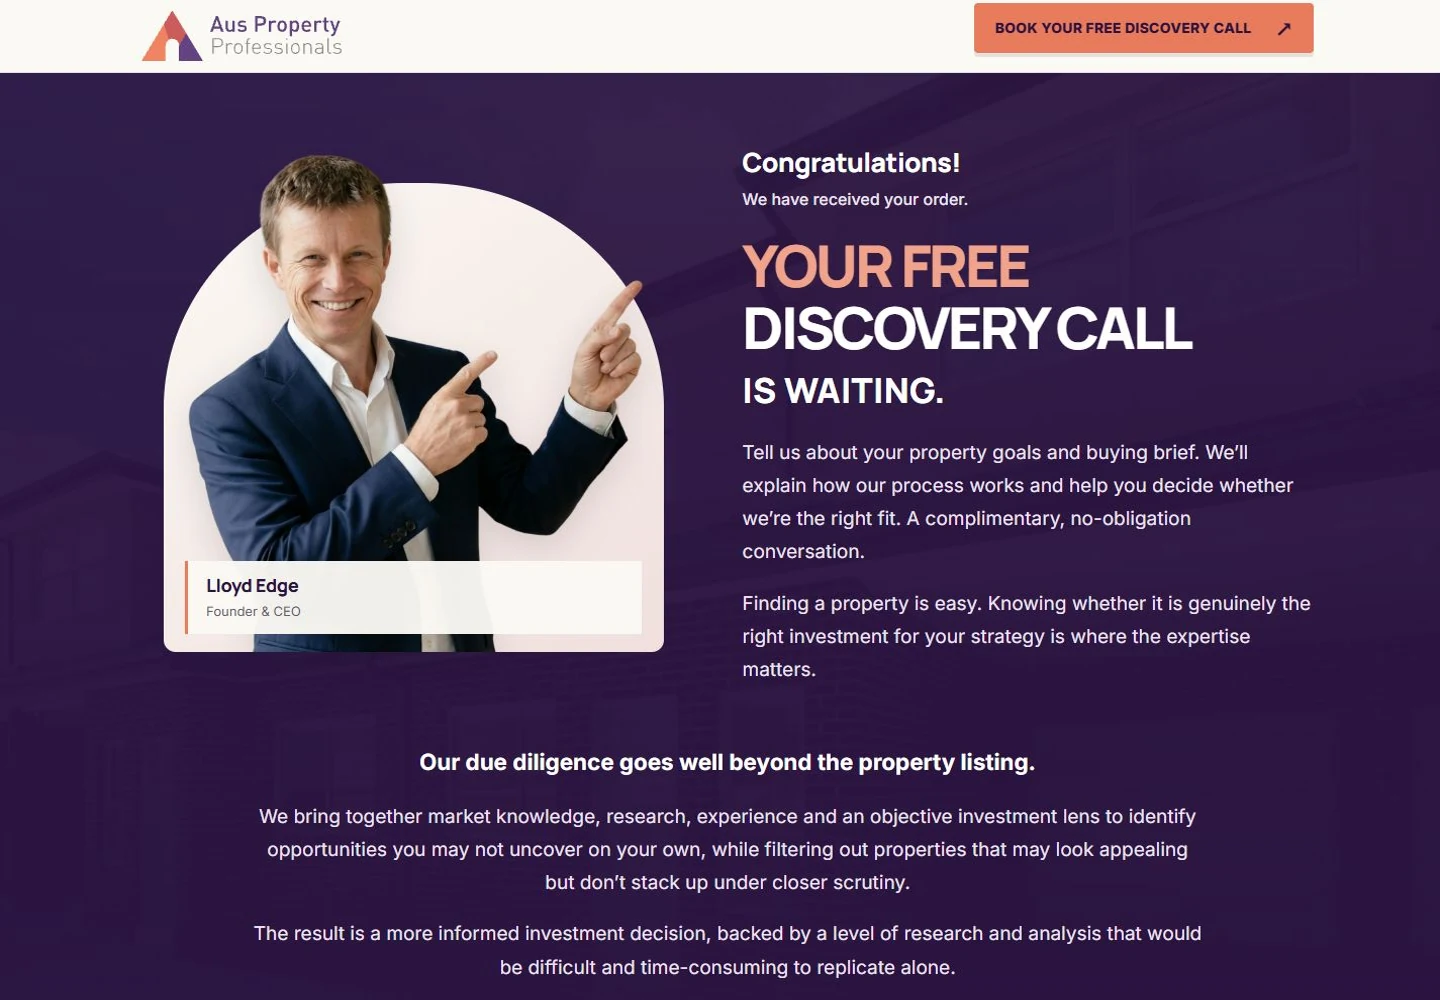 Aus Property
Professionals
BOOK YOUR FREE DISCOVERY CALL
Congratulations!
We have received your order.
YOUR FREE
DISCOVERY CALL
IS WAITING.
Tell us about your property goals and buying brief. We’ll
explain how our process works and help you decide whether
we’re the right fit. A complimentary, no-obligation
conversation.
Finding a property is easy. Knowing whether it is genuinely the
right investment for your strategy is where the expertise
matters.
Lloyd Edge
Founder & CEO
Our due diligence goes well beyond the property listing.
We bring together market knowledge, research, experience and an objective investment lens to identify
opportunities you may not uncover on your own, while filtering out properties that may look appealing
but don’t stack up under closer scrutiny.
The result is a more informed investment decision, backed by a level of research and analysis that would
be difficult and time-consuming to replicate alone.